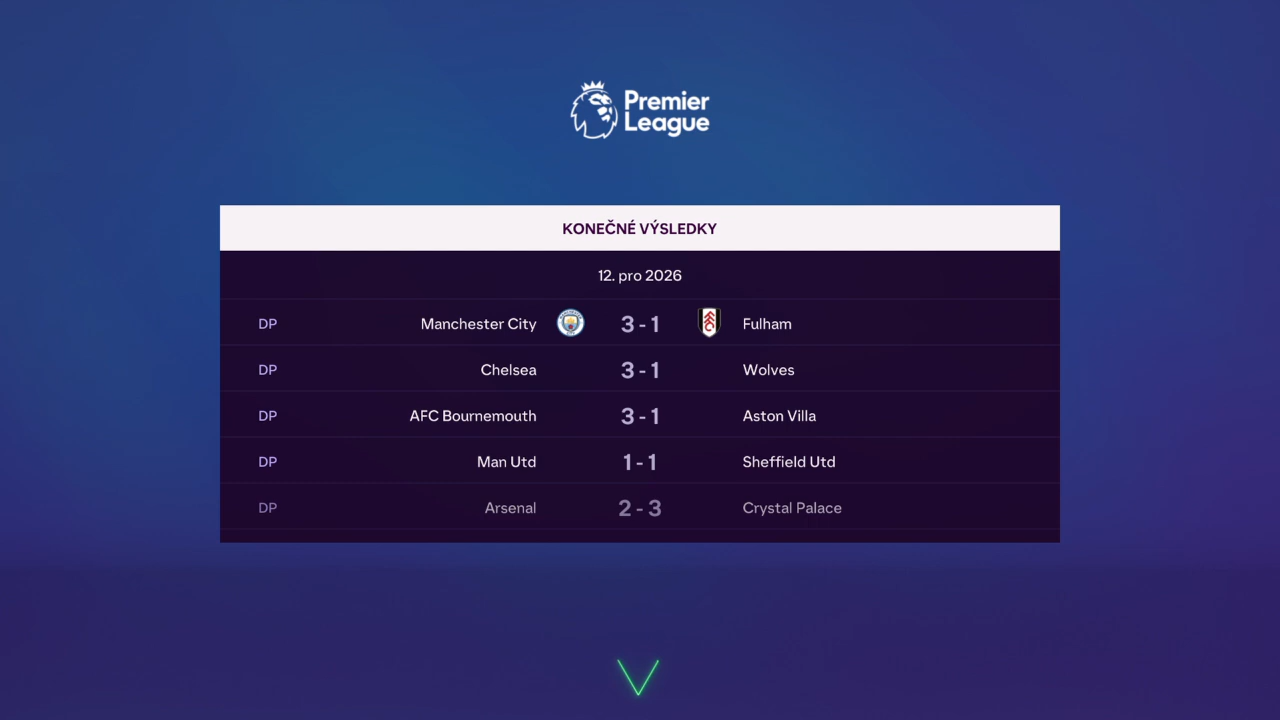 Premier
League
KONEČNÉ VÝSLEDKY
12. pro 2026
DP Manchester City 3 - 1 Fulham
DP Chelsea 3 - 1 Wolves
DP AFC Bournemouth 3 - 1 Aston Villa
DP Man Utd 1 - 1 Sheffield Utd
DP Arsenal 2 - 3 Crystal Palace